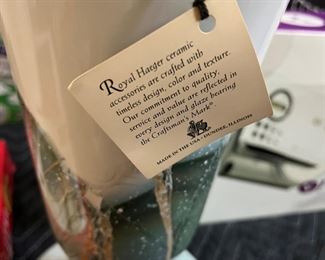 Royal Haeger ceramic
accessories are crafted with
timeless design, color and texture.
Our commitment to quality,
service and value are reflected in
every design and glaze bearing
the Craftsman's Mark®.
MADE IN THE USA • DUNDEE, ILLINOIS